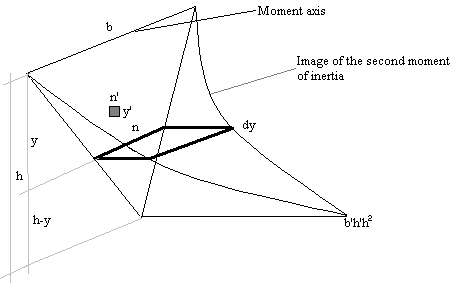 b
Moment axis
Image of the second moment
of inertia
n'
y'
n
dy
y
h
h-y
b'h'h²